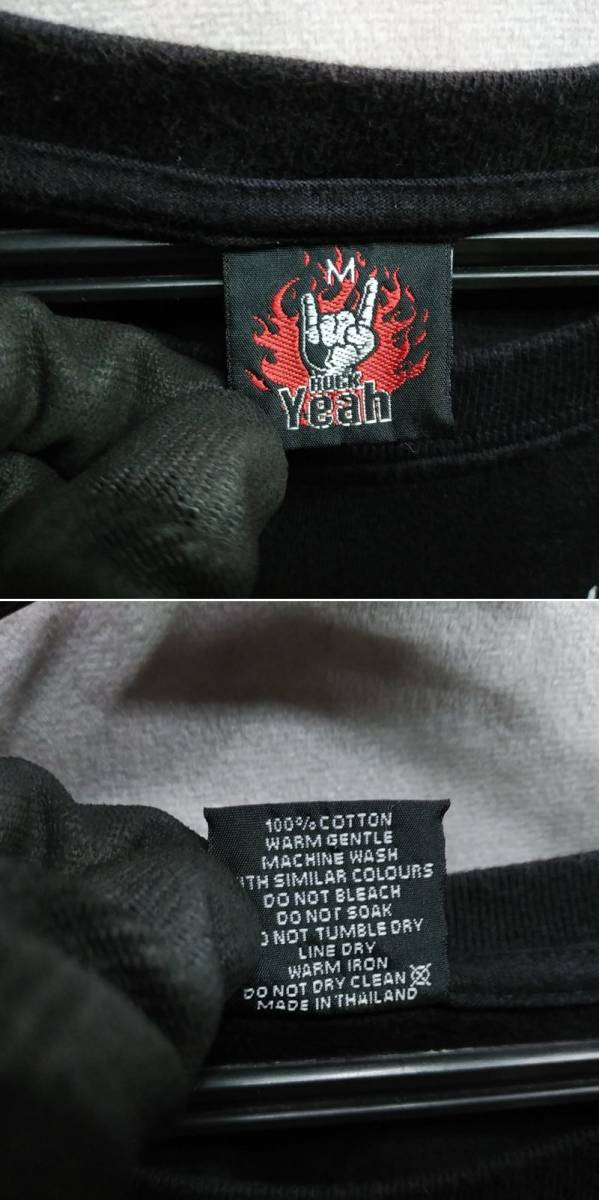 M
ROCK
Yeah
100% COTTON
WARM GENTLE
MACHINE WASH
ITH SIMILAR COLOURS
DO NOT BLEACH
DO NOT SOAK
O NOT TUMBLE DRY
LINE DRY
WARM IRON
DO NOT DRY CLEAN
MADE IN THAILAND